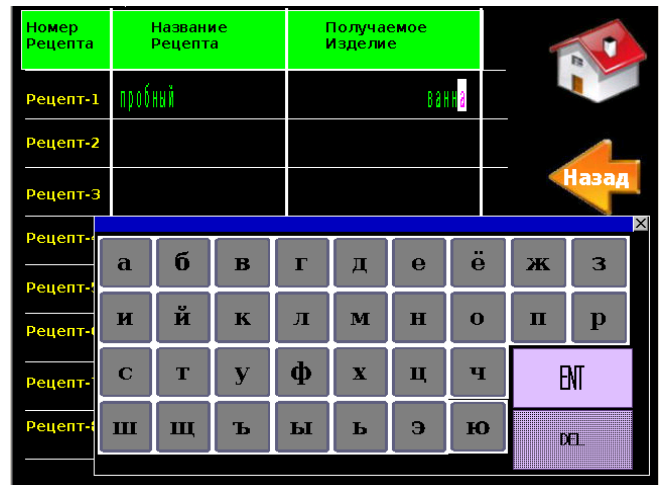 Номер Рецепта
Название Рецепта
Получаемое Изделие
Рецепт-1 пробный ванна
Рецепт-2
Назад
Рецепт-3
Рецепт-
а б в г д е ё ж з
Рецепт-
и й к л м н о п р
Рецепт-
с т у ф х ц ч ENT
Рецепт-
ш щ ъ ы ь э ю DEL
Рецепт-8